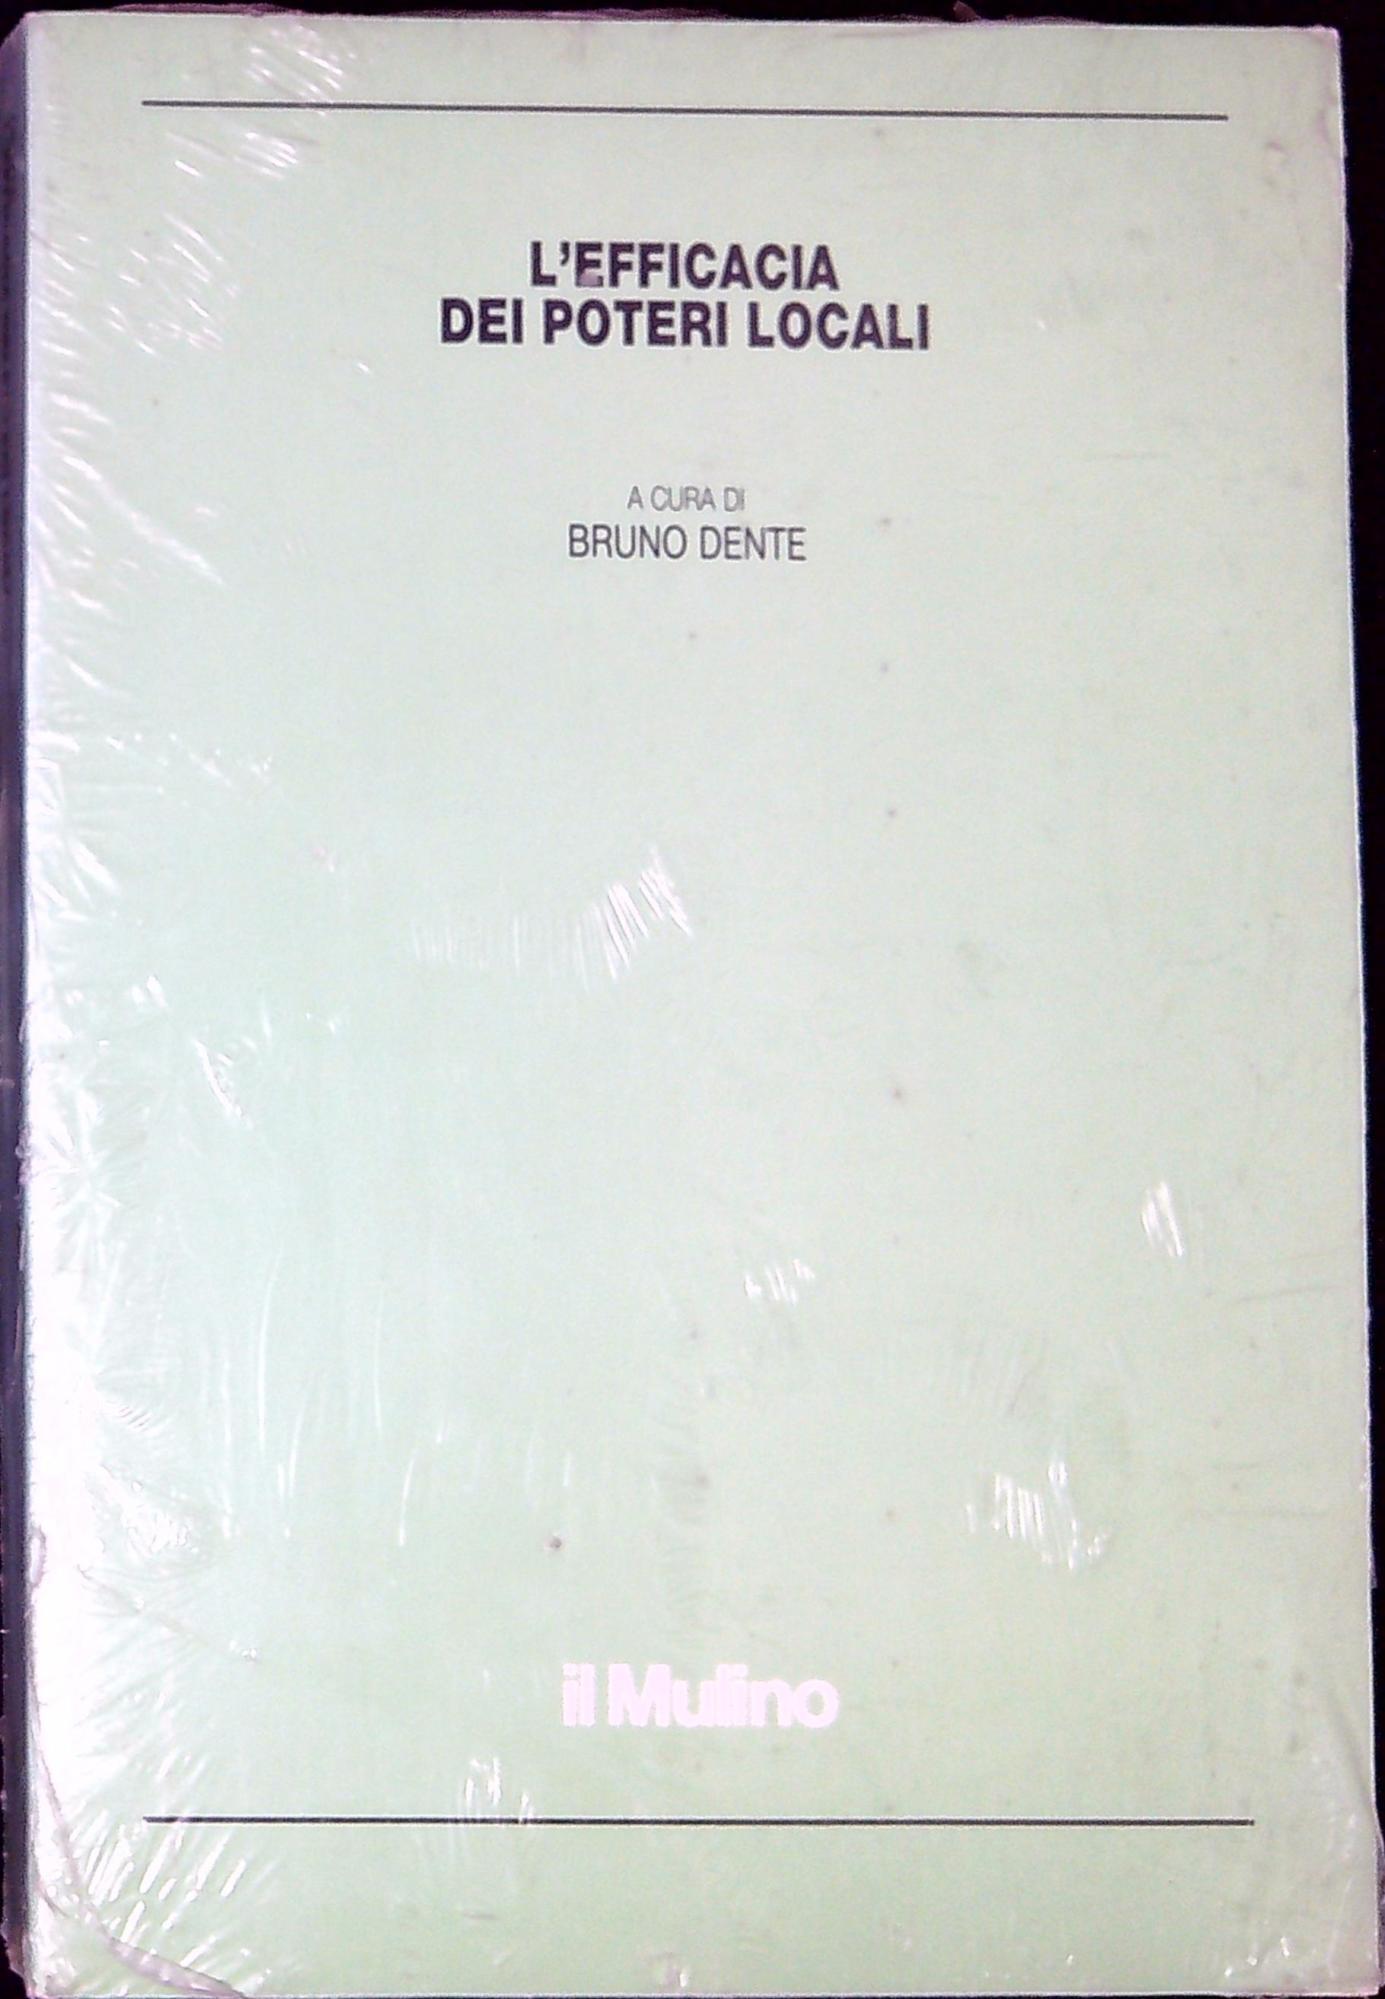 L'EFFICACIA
DEI POTERI LOCALI
A CURA DI
BRUNO DENTE
il Mulino